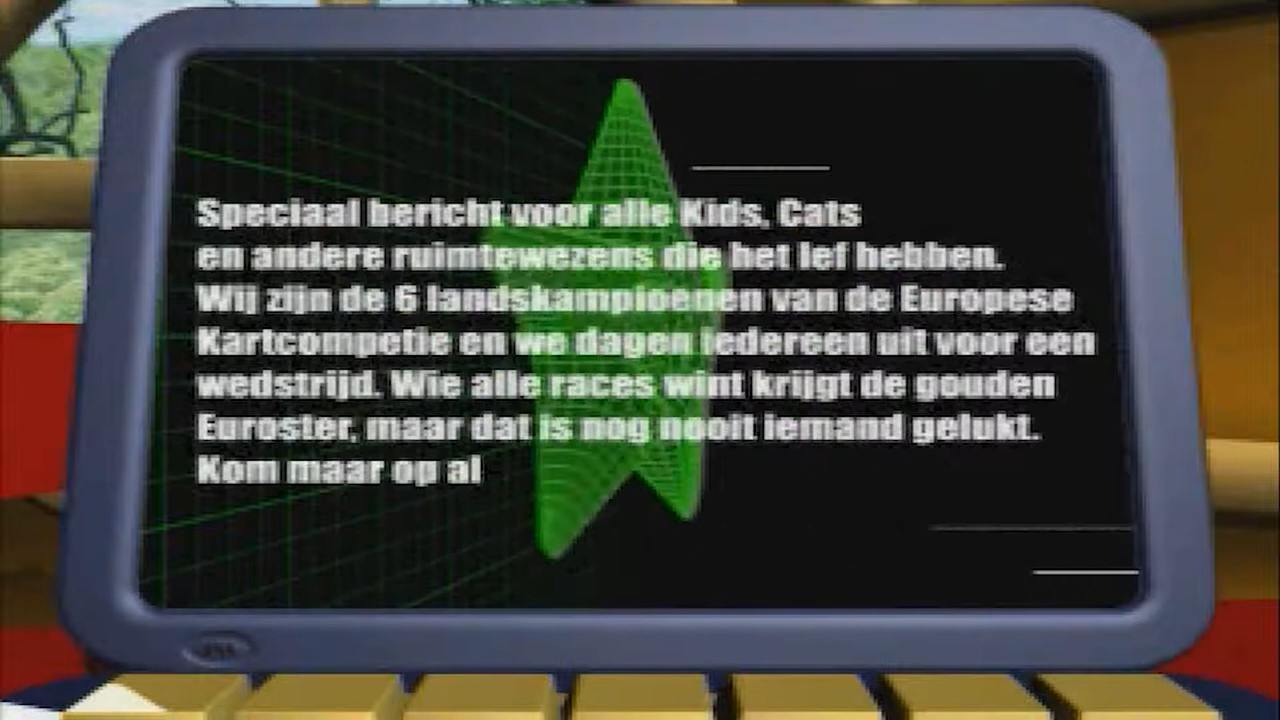 Speciaal bericht voor alle Kids, Cats
en andere ruimtewezens die het lef hebben.
Wij zijn de 6 landskampioenen van de Europese
Kartcompetie en we dagen iedereen uit voor een
wedstrijd. Wie alle races wint krijgt de gouden
Euroster, maar dat is nog nooit iemand gelukt.
Kom maar op al